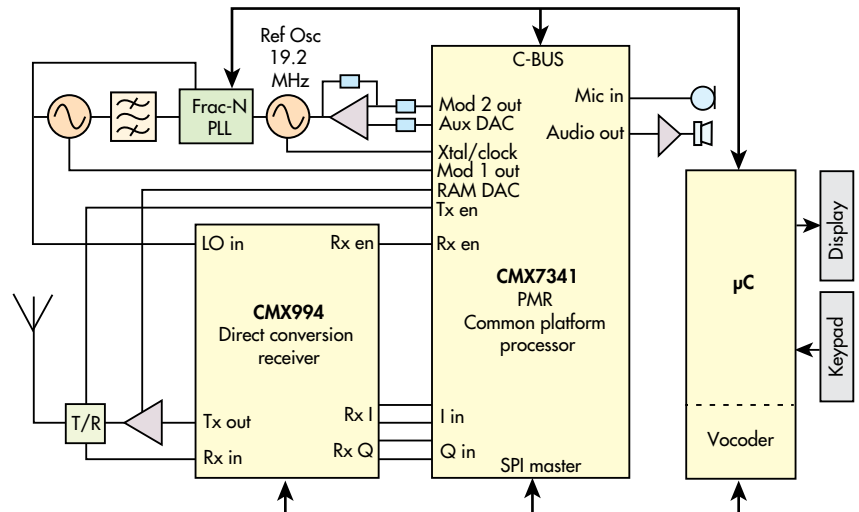 Ref Osc
19.2
MHz
C-BUS
Frac-N
PLL
Mod 2 out
Aux DAC
Mic in
Audio out
Xtal/clock
Mod 1 out
RAM DAC
Tx en
LO in
Rx en
Rx en
CMX994
Direct conversion
receiver
CMX7341
PMR
Common platform
processor
µC
Display
Keypad
T/R
Tx out
Rx in
Rx I
Rx Q
I in
Q in
SPI master
Vocoder